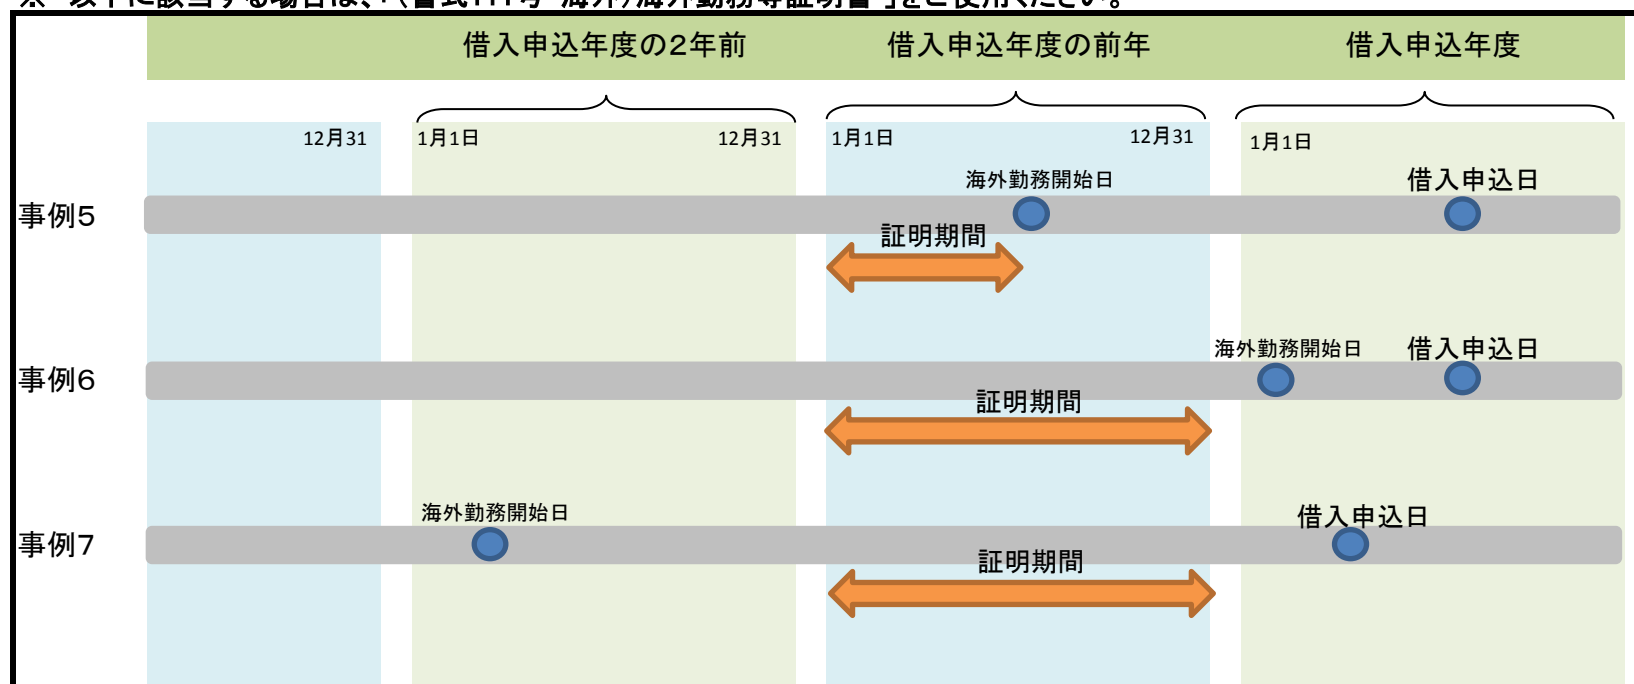 借入申込年度の２年前 借入申込年度の前年 借入申込年度
12月31 1月1日 12月31 1月1日 12月31 1月1日
海外勤務開始日 借入申込日
事例５
証明期間
海外勤務開始日 借入申込日
事例６
証明期間
海外勤務開始日 借入申込日
事例７
証明期間